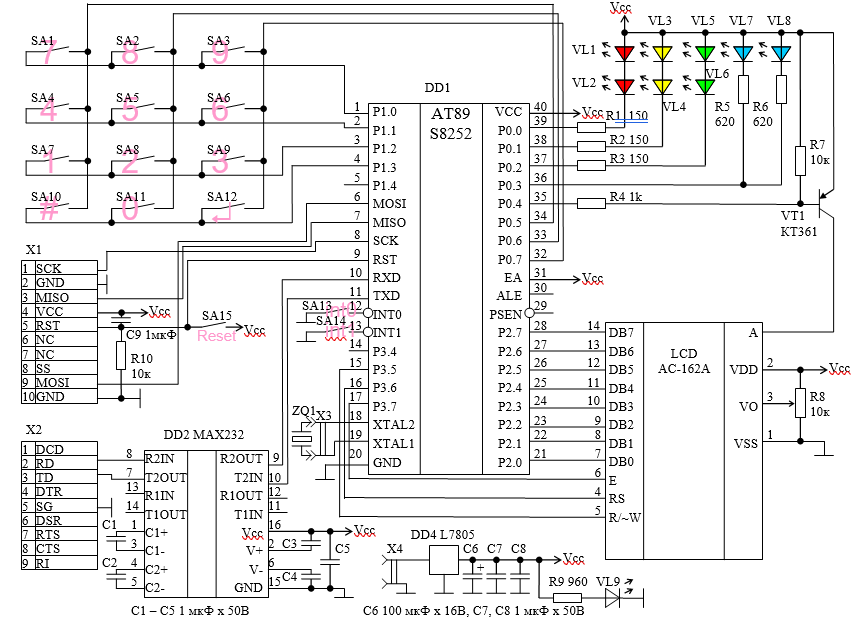 Vcc
SA1 SA2 SA3
7 8 9
VL3 VL5 VL7 VL8
VL1
VL2
VL4
VL6
SA4 SA5 SA6
4 5 6
SA7 SA8 SA9
1 2 3
SA10 SA11 SA12
# 0
DD1
AT89
S8252
1 P1.0
2 P1.1
3 P1.2
4 P1.3
5 P1.4
6 MOSI
7 MISO
8 SCK
9 RST
10 RXD
11 TXD
12 INT0
13 INT1
14 P3.4
15 P3.5
16 P3.6
17 P3.7
18 XTAL2
19 XTAL1
20 GND
VCC 40 Vcc
P0.0 39
P0.1 38
P0.2 37
P0.3 36
P0.4 35
P0.5 34
P0.6 33
P0.7 32
EA 31 Vcc
ALE 30
PSEN 29
P2.7 28
P2.6 27
P2.5 26
P2.4 25
P2.3 24
P2.2 23
P2.1 22
P2.0 21
R1 150
R2 150
R3 150
R4 1k
R5
620
R6
620
R7
10к
VT1
КТ361
X1
1 SCK
2 GND
3 MISO
4 VCC
5 RST
6 NC
7 NC
8 SS
9 MOSI
10 GND
Vcc
C9 1мкФ
R10
10к
SA15
Reset
Vcc
SA13 int0
SA14 int1
ZQ1 X3
14 DB7
13 DB6
12 DB5
11 DB4
10 DB3
9 DB2
8 DB1
7 DB0
6 E
4 RS
5 R/~W
LCD
AC-162A
A
VDD 2 Vcc
VO 3
VSS 1
R8
10к
X2
1 DCD
2 RD
3 TD
4 DTR
5 SG
6 DSR
7 RTS
8 CTS
9 RI
DD2 MAX232
8 R2IN
7 T2OUT
13 R1IN
14 T1OUT
1 C1+
3 C1-
4 C2+
5 C2-
R2OUT 9
T2IN 10
R1OUT 12
T1IN 11
Vcc 16 Vcc
V+ 2
V- 6
GND 15
C1
C2
C3
C4
C5
C1 – C5 1 мкФ х 50В
X4
DD4 L7805
C6 C7 C8
+
Vcc
R9 960
VL9
C6 100 мкФ х 16В, C7, C8 1 мкФ х 50В